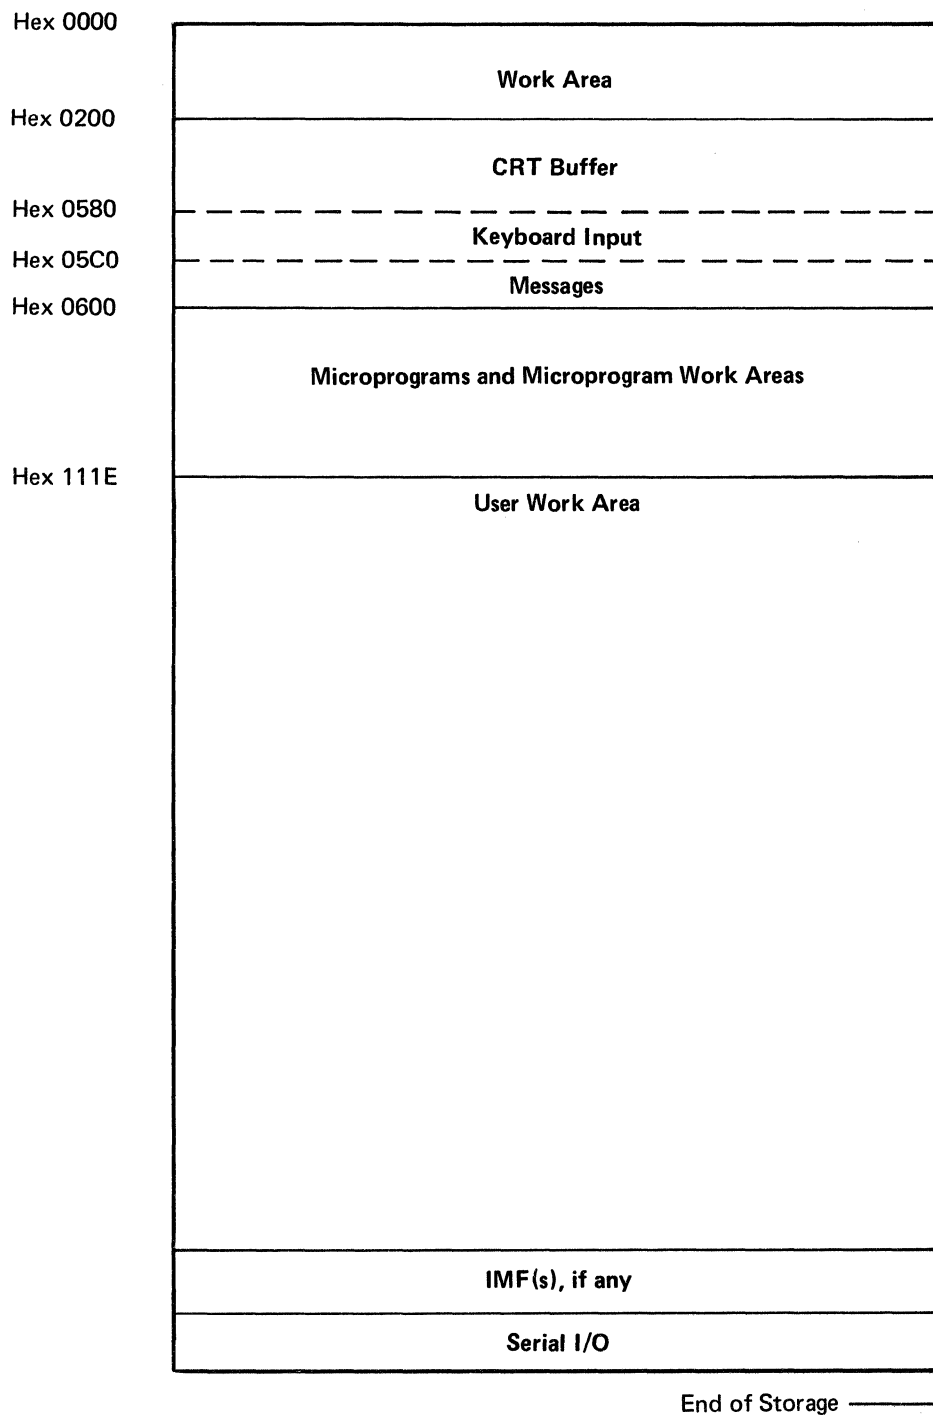 Hex 0000
Work Area
Hex 0200
CRT Buffer
Hex 0580
Keyboard Input
Hex 05C0
Messages
Hex 0600
Microprograms and Microprogram Work Areas
Hex 111E
User Work Area
IMF(s), if any
Serial I/O
End of Storage